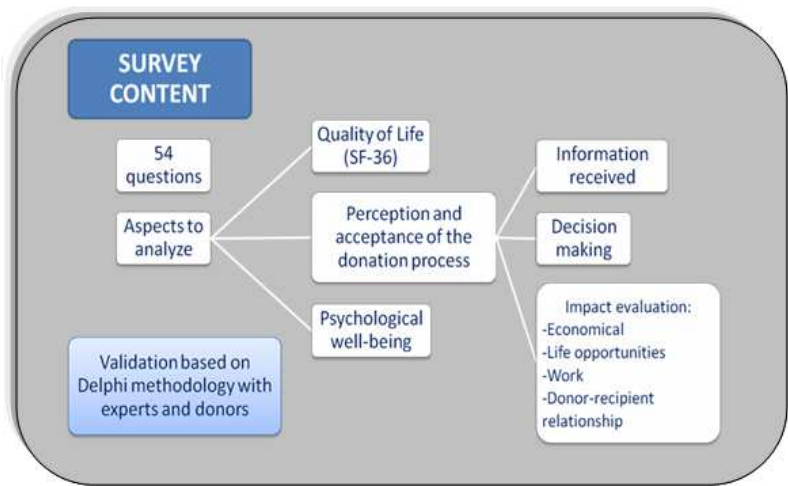 SURVEY
CONTENT
54
questions
Aspects to
analyze
Quality of Life
(SF-36)
Perception and
acceptance of the
donation process
Psychological
well-being
Information
received
Decision
making
Impact evaluation:
-Economical
-Life opportunities
-Work
-Donor-recipient
relationship
Validation based on
Delphi methodology with
experts and donors